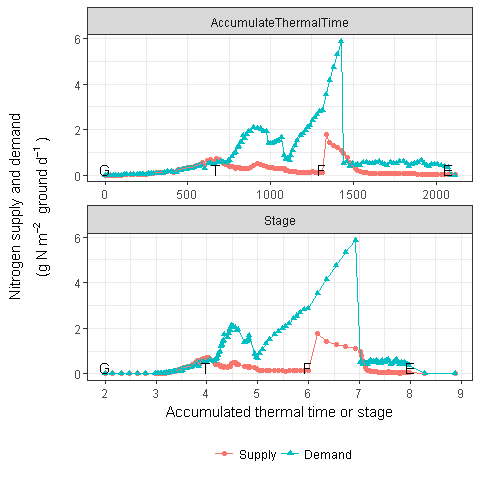 AccumulateThermalTime
6
4
2
0
G T F E
0 500 1000 1500 2000
Stage
6
4
2
0
G T F E
2 3 4 5 6 7 8 9
Nitrogen supply and demand
(g N m⁻² ground d⁻¹ )
Accumulated thermal time or stage
Supply Demand